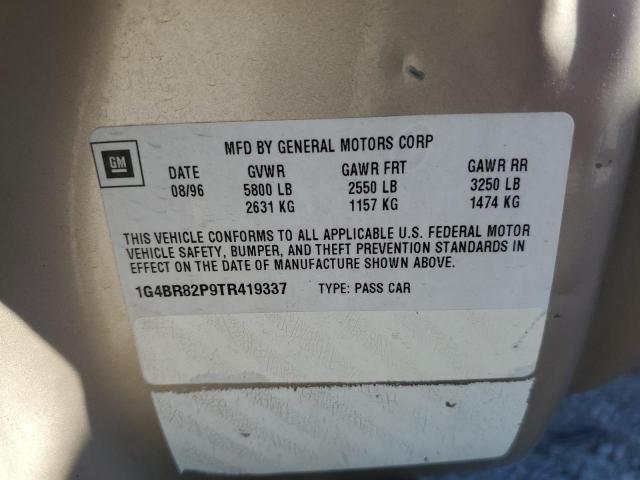 GM
MFD BY GENERAL MOTORS CORP
DATE GVWR GAWR FRT GAWR RR
08/96 5800 LB 2550 LB 3250 LB
2631 KG 1157 KG 1474 KG
THIS VEHICLE CONFORMS TO ALL APPLICABLE U.S. FEDERAL MOTOR
VEHICLE SAFETY, BUMPER, AND THEFT PREVENTION STANDARDS IN
EFFECT ON THE DATE OF MANUFACTURE SHOWN ABOVE.
1G4BR82P9TR419337 TYPE: PASS CAR